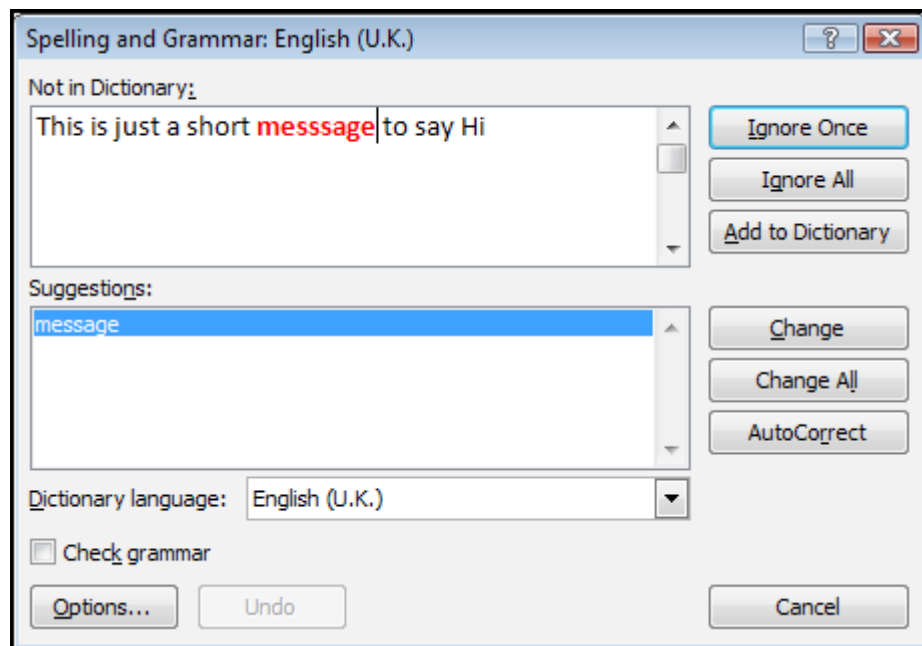 Spelling and Grammar: English (U.K.)
Not in Dictionary:
This is just a short messsage to say Hi
Ignore Once
Ignore All
Add to Dictionary
Suggestions:
message
Change
Change All
AutoCorrect
Dictionary language: English (U.K.)
Check grammar
Options... Undo Cancel